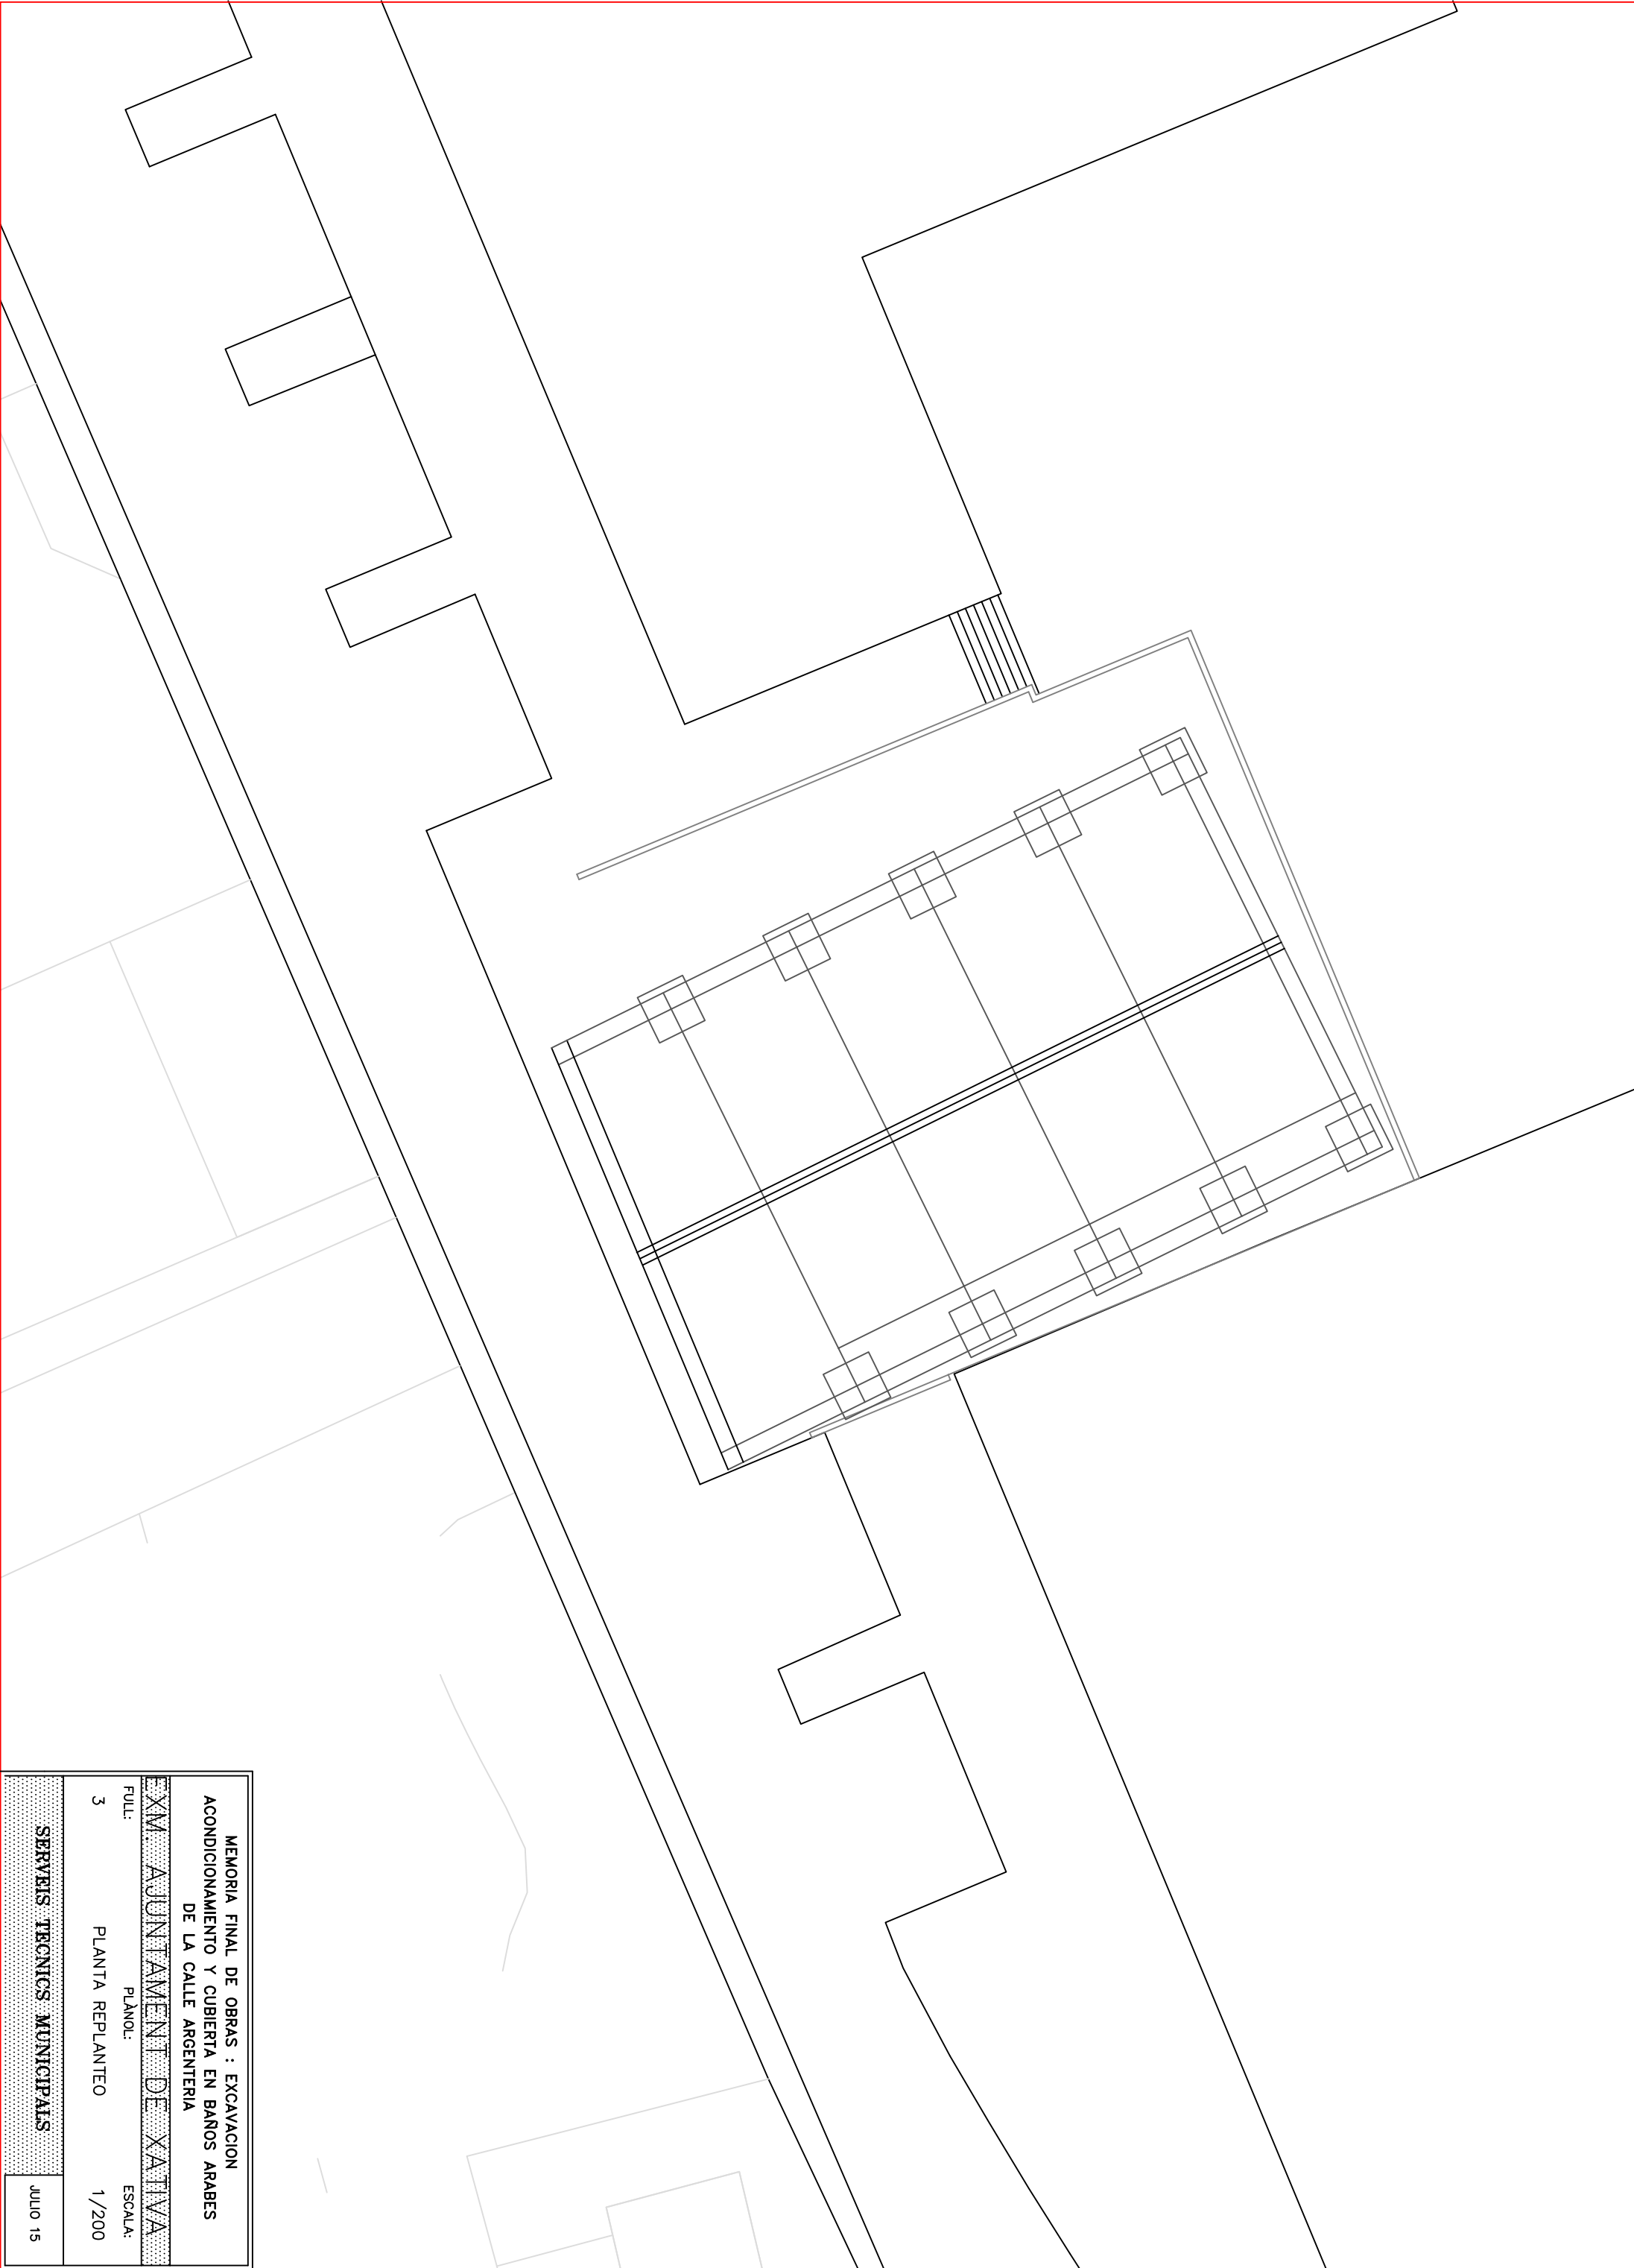 MEMORIA FINAL DE OBRAS : EXCAVACION
ACONDICIONAMIENTO Y CUBIERTA EN BAÑOS ARABES
DE LA CALLE ARGENTERIA
EXM. AJUNTAMENT DE XATIVA
FULL: PLÀNOL: ESCALA:
3 PLANTA REPLANTEO 1/200
SERVEIS TECNICS MUNICIPALS JULIO 15